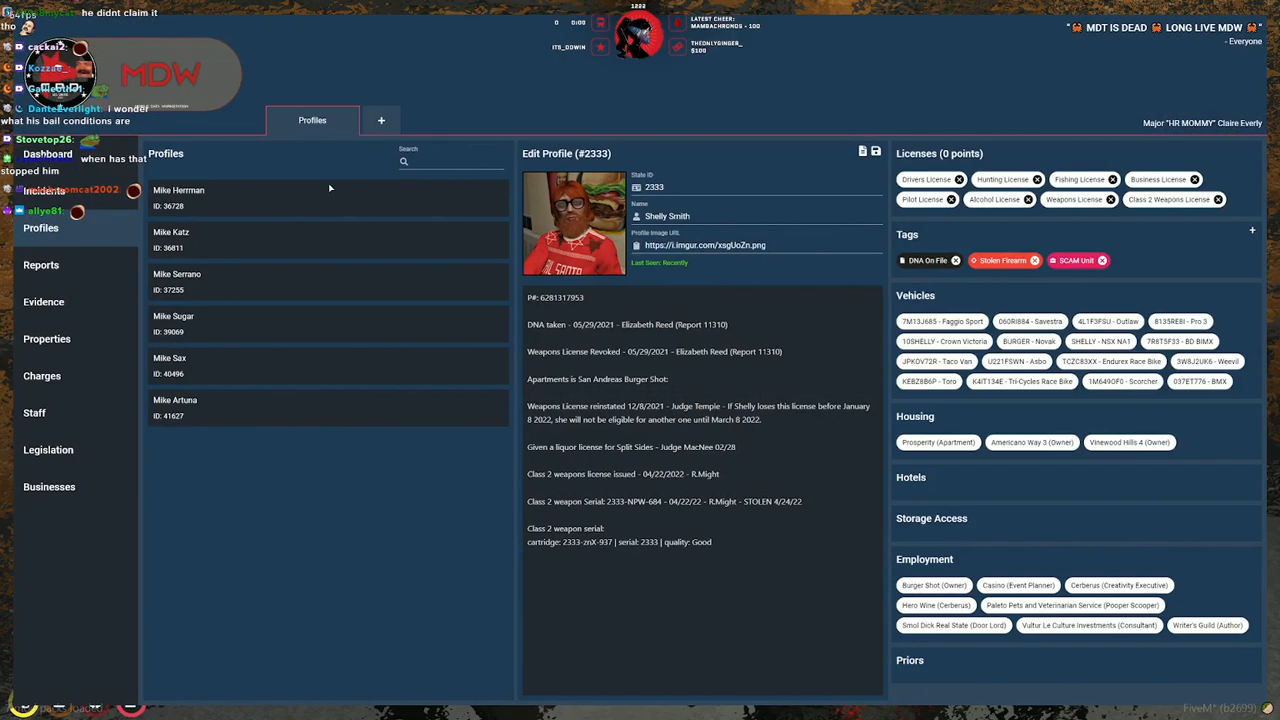 he didnt claim it
tho
cackai2:
Kozzae_:
DanteEverlight: i wonder
what his bail conditions are
Stovetop26:
when has that
stopped him
allye81:
MDW
0 0:00
ITS_DDWIN
1222
LATEST CHEER:
MAMBACHRONOS - 100
THEONLYGINGER_
$100
" MDT IS DEAD LONG LIVE MDW "
- Everyone
Profiles
+
Major "HR MOMMY" Claire Everly
Dashboard
Incidents
Profiles
Reports
Evidence
Properties
Charges
Staff
Legislation
Businesses
Profiles
Search
Mike Herrman
ID: 36728
Mike Katz
ID: 36811
Mike Serrano
ID: 37255
Mike Sugar
ID: 39069
Mike Sax
ID: 40496
Mike Artuna
ID: 41627
Edit Profile (#2333)
State ID
2333
Name
Shelly Smith
Profile Image URL
https://i.imgur.com/xsgUoZn.png
Last Seen: Recently
P#: 6281317953
DNA taken - 05/29/2021 - Elizabeth Reed (Report 11310)
Weapons License Revoked - 05/29/2021 - Elizabeth Reed (Report 11310)
Apartments is San Andreas Burger Shot:
Weapons License reinstated 12/8/2021 - Judge Temple - If Shelly loses this license before January
8 2022, she will not be eligible for another one until March 8 2022.
Given a liquor license for Split Sides - Judge MacNee 02/28
Class 2 weapons license issued - 04/22/2022 - R.Might
Class 2 weapon Serial: 2333-NPW-684 - 04/22/22 - R.Might - STOLEN 4/24/22
Class 2 weapon serial:
cartridge: 2333-znX-937 | serial: 2333 | quality: Good
Licenses (0 points)
Drivers License Hunting License Fishing License Business License
Pilot License Alcohol License Weapons License Class 2 Weapons License
Tags
+
DNA On File Stolen Firearm SCAM Unit
Vehicles
7M13J685 - Faggio Sport 060RI884 - Savestra 4L1F3FSU - Outlaw 8135RE8I - Pro 3
10SHELLY - Crown Victoria BURGER - Novak SHELLY - NSX NA1 7R8T5F33 - BD BIMX
JPKOV72R - Taco Van U221FSWN - Asbo TCZC83XX - Endurex Race Bike 3W8J2UK6 - Weevil
KEBZ8B6P - Toro K4IT134E - Tri-Cycles Race Bike 1M649OF0 - Scorcher 037ET776 - BMX
Housing
Prosperity (Apartment) Americano Way 3 (Owner) Vinewood Hills 4 (Owner)
Hotels
Storage Access
Employment
Burger Shot (Owner) Casino (Event Planner) Cerberus (Creativity Executive)
Hero Wine (Cerberus) Paleto Pets and Veterinarian Service (Pooper Scooper)
Smol Dick Real State (Door Lord) Vultur Le Culture Investments (Consultant) Writer's Guild (Author)
Priors
packs loaded
FiveM* (b2699)